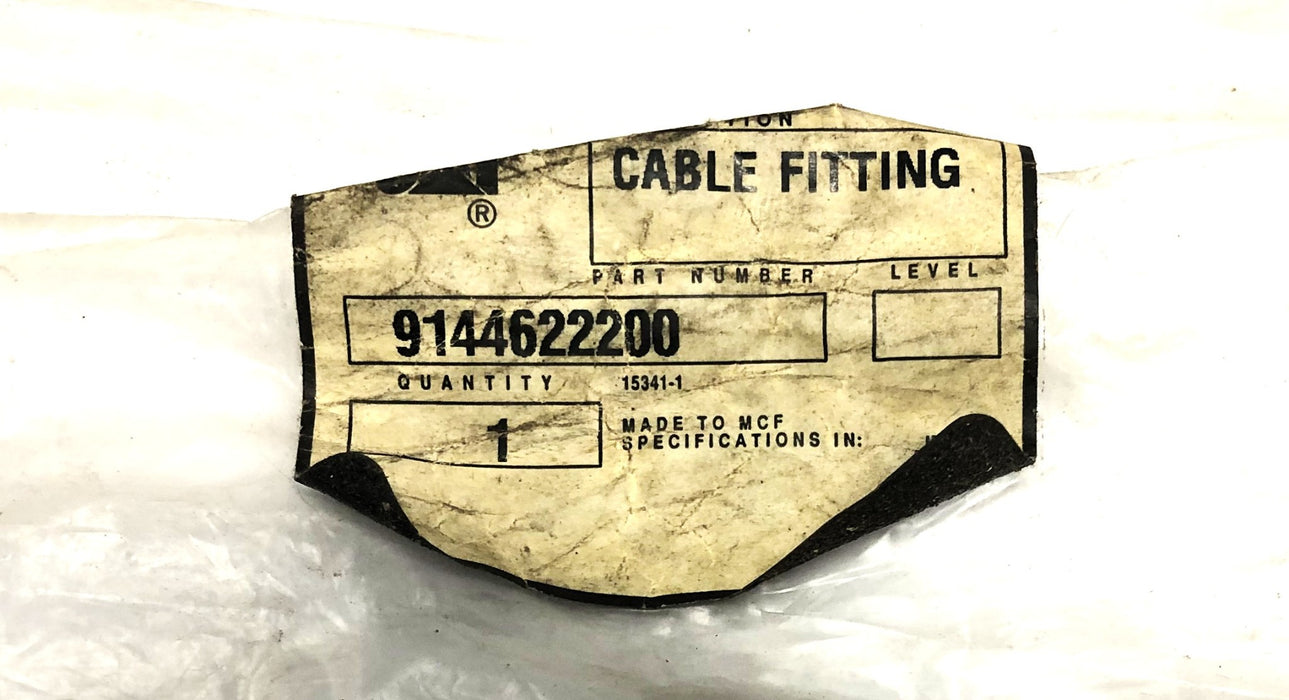 CABLE FITTING
®
PART NUMBER
LEVEL
9144622200
QUANTITY
15341-1
1
MADE TO MCF
SPECIFICATIONS IN: